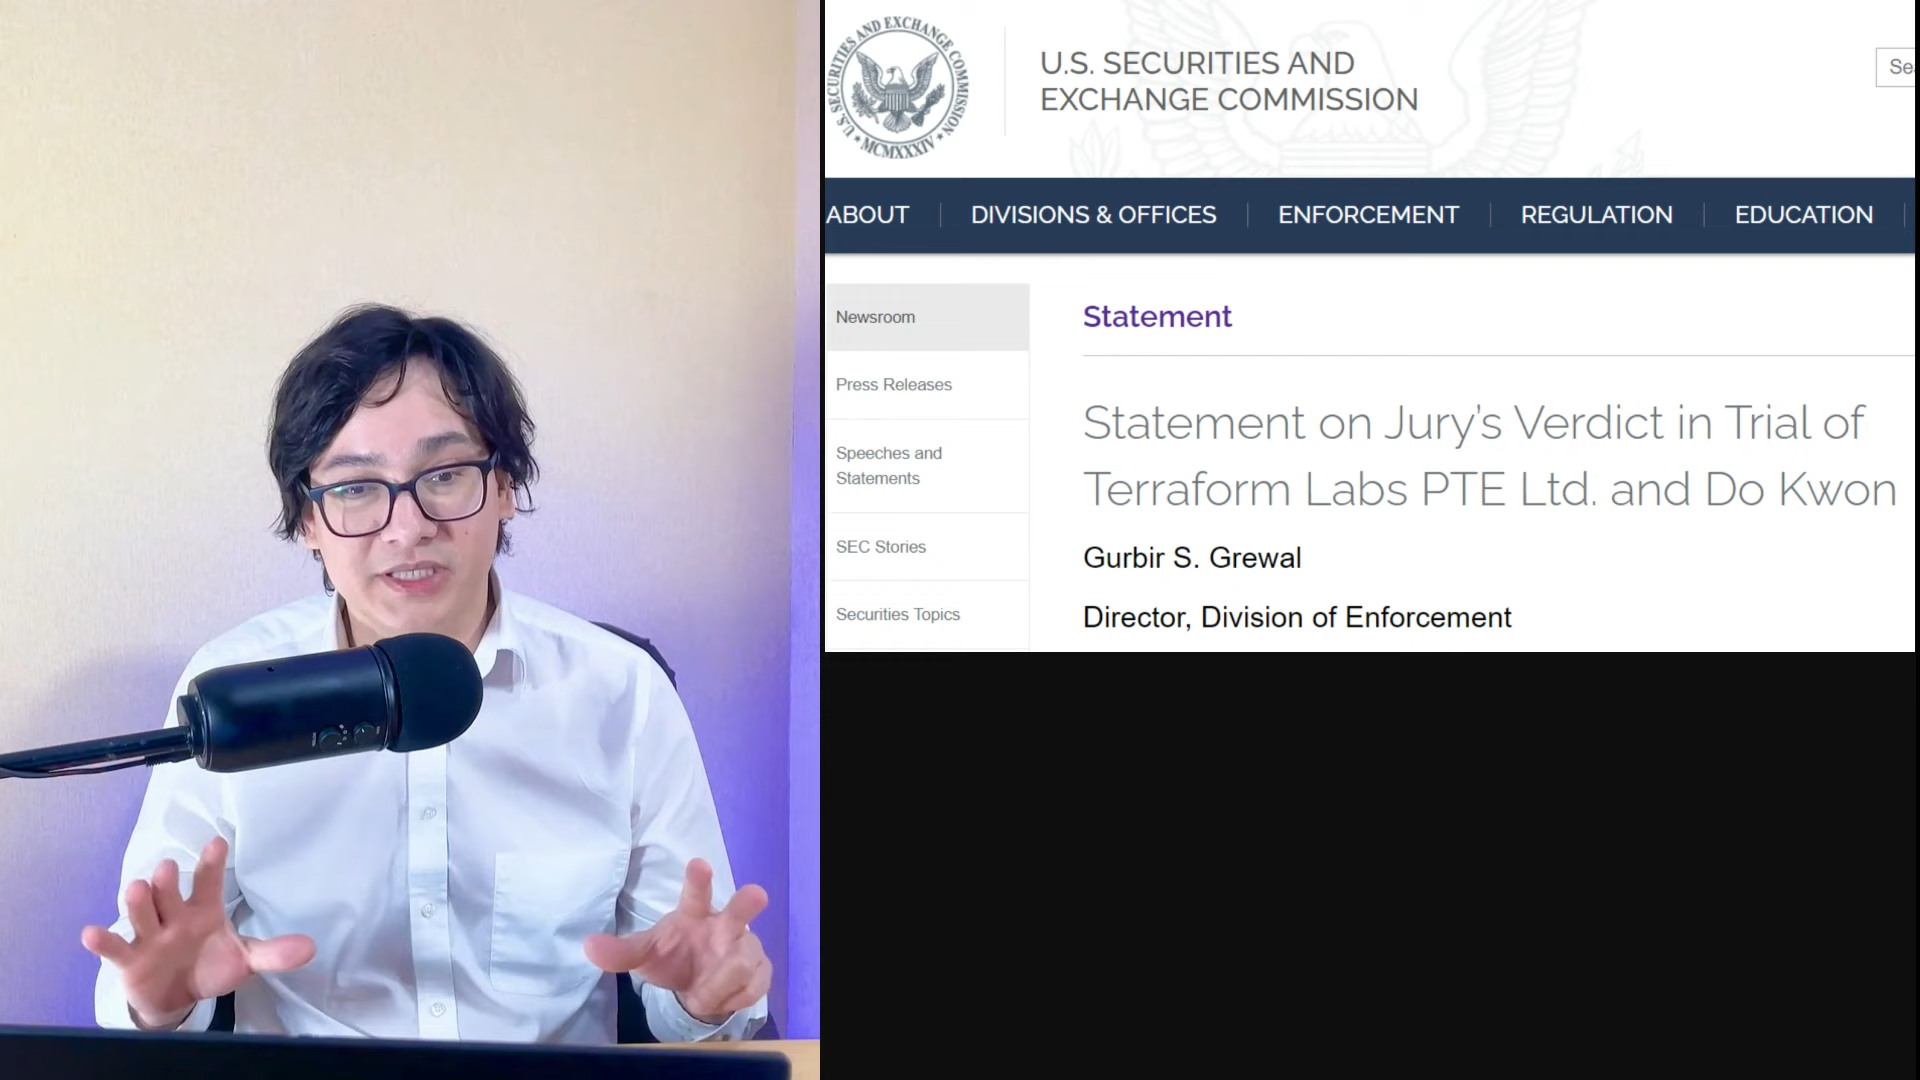 U.S. SECURITIES AND EXCHANGE COMMISSION
MCMXXXIV
U.S. SECURITIES AND
EXCHANGE COMMISSION
Se
ABOUT
DIVISIONS & OFFICES
ENFORCEMENT
REGULATION
EDUCATION
Newsroom
Press Releases
Speeches and
Statements
SEC Stories
Securities Topics
Statement
Statement on Jury's Verdict in Trial of
Terraform Labs PTE Ltd. and Do Kwon
Gurbir S. Grewal
Director, Division of Enforcement